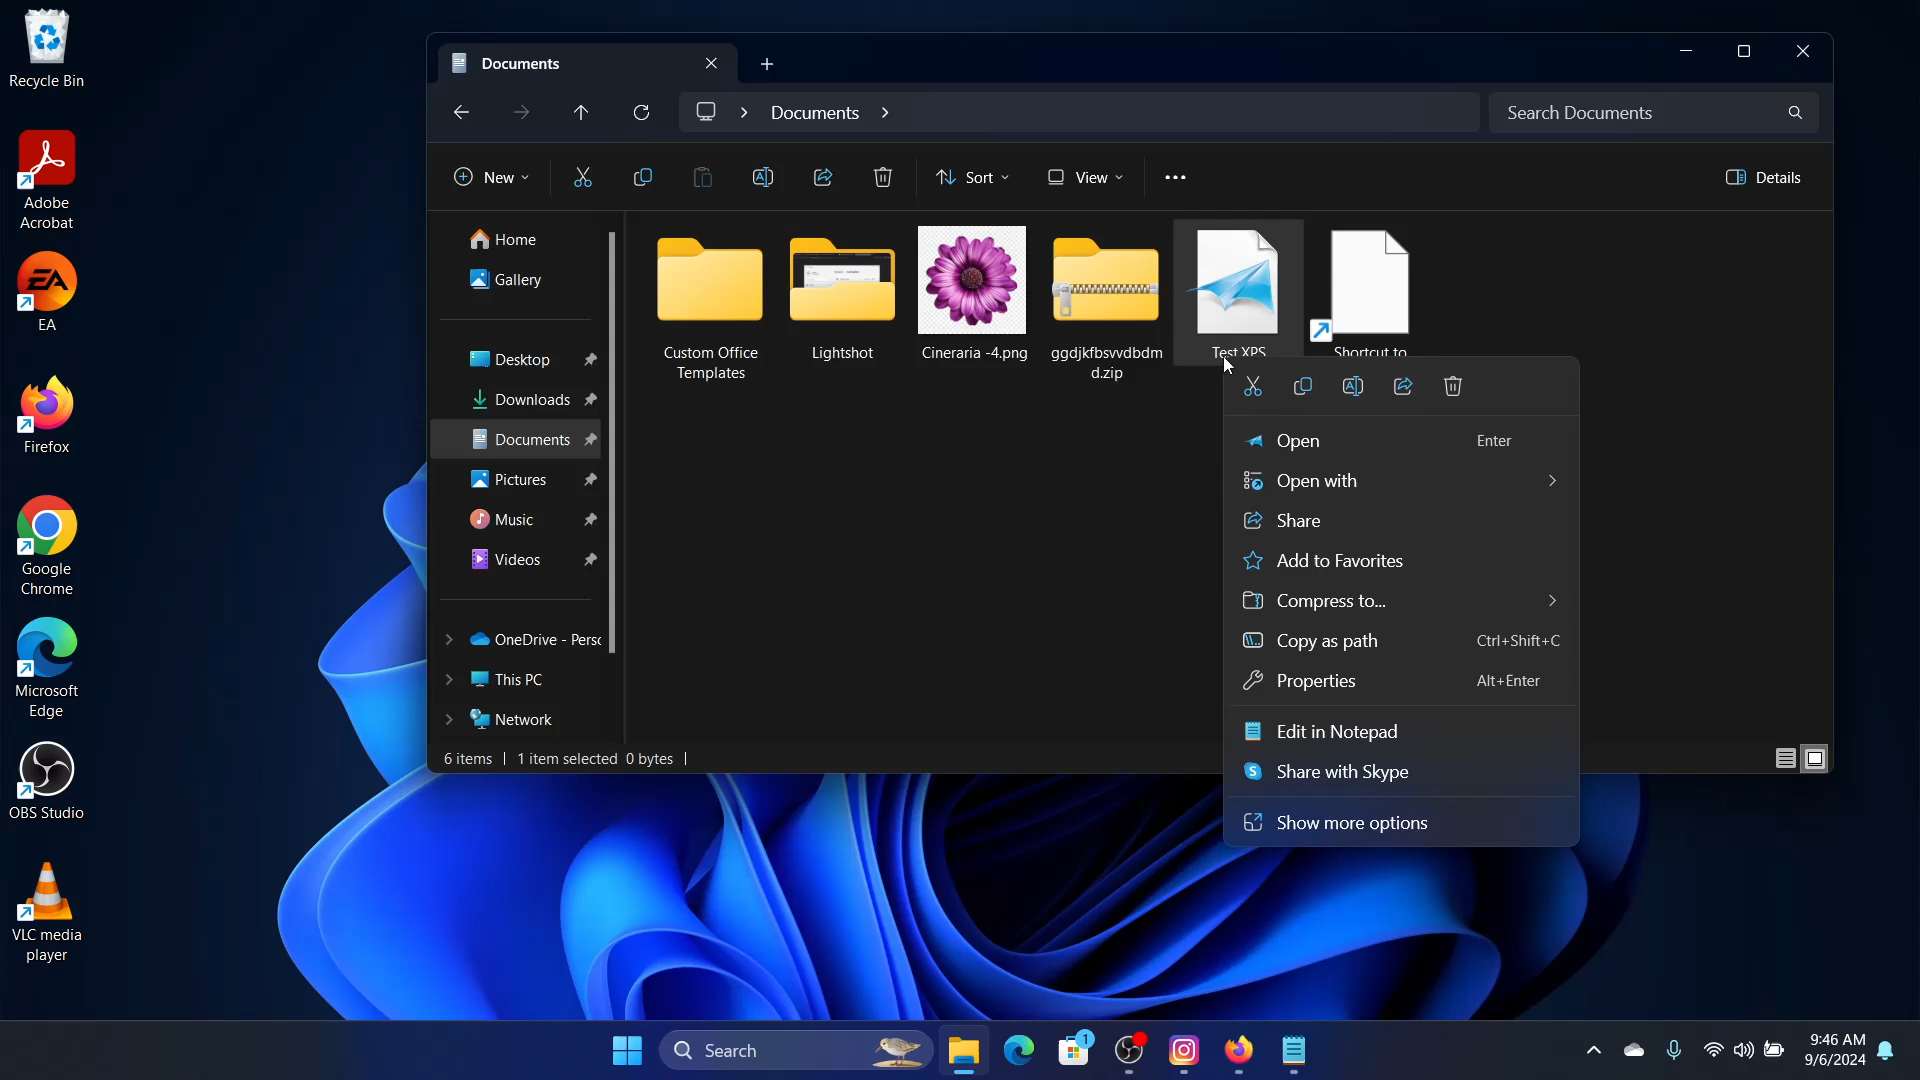 Recycle Bin
Adobe
Acrobat
EA
Firefox
Google
Chrome
Microsoft
Edge
OBS Studio
VLC media
player
Documents
Documents
Search Documents
New
Sort
View
Details
Home
Gallery
Desktop
Downloads
Documents
Pictures
Music
Videos
OneDrive - Perso
This PC
Network
Custom Office
Templates
Lightshot
Cineraria -4.png
ggdjkfbsvvdbdm
d.zip
Test XPS
Shortcut to
Open Enter
Open with
Share
Add to Favorites
Compress to...
Copy as path Ctrl+Shift+C
Properties Alt+Enter
Edit in Notepad
Share with Skype
Show more options
6 items 1 item selected 0 bytes
Search
1
9:46 AM
9/6/2024